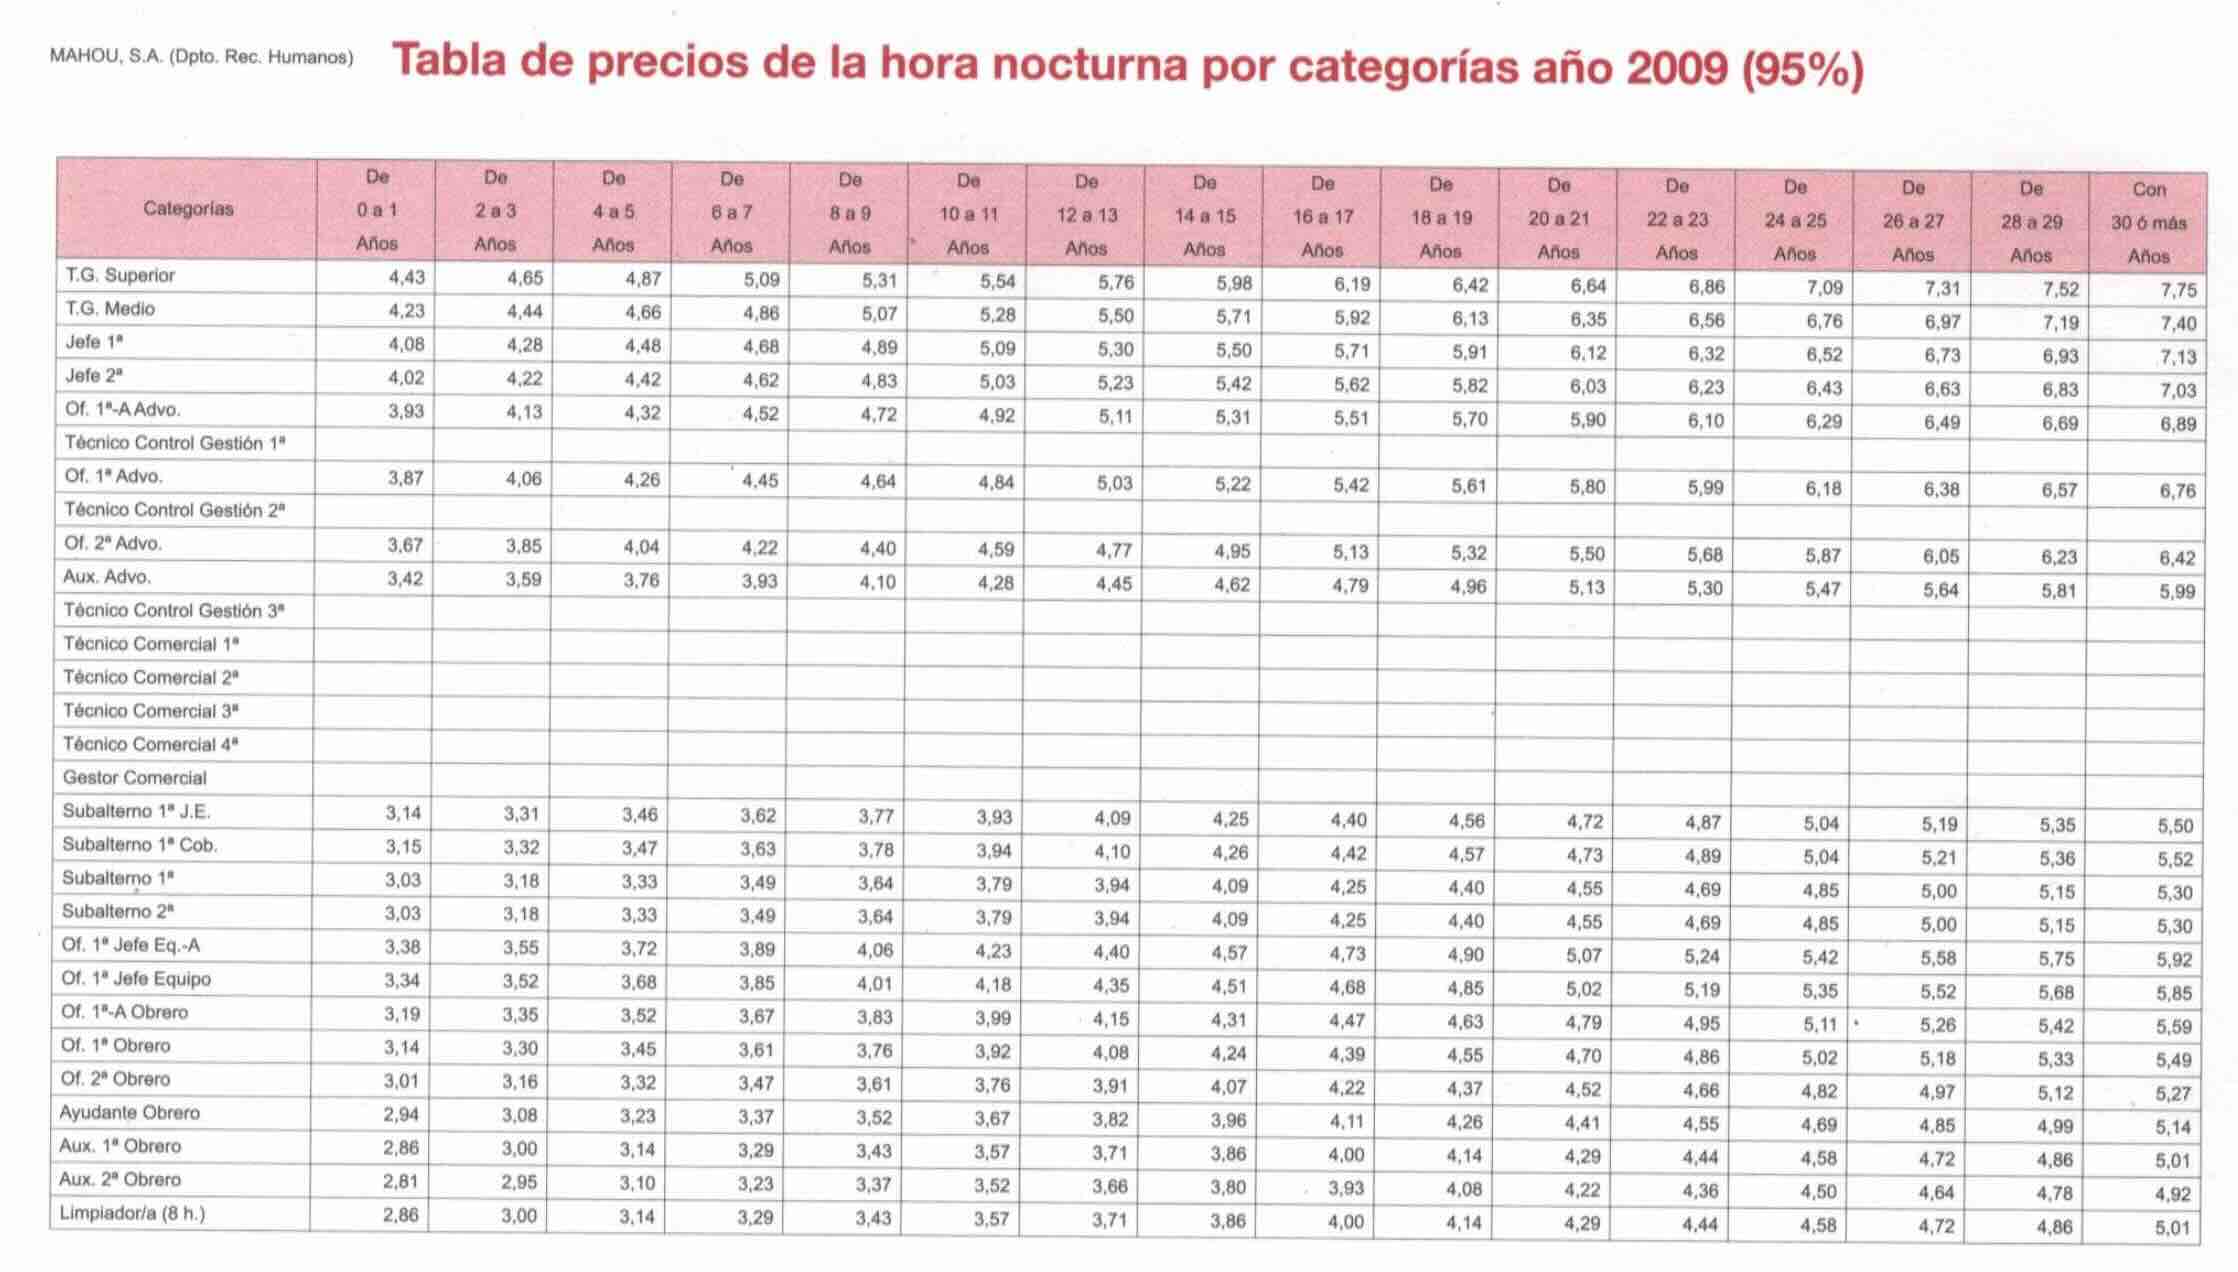 MAHOU, S.A. (Dpto. Rec. Humanos) Tabla de precios de la hora nocturna por categorías año 2009 (95%)
Categorías De 0 a 1 Años De 2 a 3 Años De 4 a 5 Años De 6 a 7 Años De 8 a 9 Años De 10 a 11 Años De 12 a 13 Años De 14 a 15 Años De 16 a 17 Años De 18 a 19 Años De 20 a 21 Años De 22 a 23 Años De 24 a 25 Años De 26 a 27 Años De 28 a 29 Años Con 30 ó más Años
T.G. Superior 4,43 4,65 4,87 5,09 5,31 5,54 5,76 5,98 6,19 6,42 6,64 6,86 7,09 7,31 7,52 7,75
T.G. Medio 4,23 4,44 4,66 4,86 5,07 5,28 5,50 5,71 5,92 6,13 6,35 6,56 6,76 6,97 7,19 7,40
Jefe 1ª 4,08 4,28 4,48 4,68 4,89 5,09 5,30 5,50 5,71 5,91 6,12 6,32 6,52 6,73 6,93 7,13
Jefe 2ª 4,02 4,22 4,42 4,62 4,83 5,03 5,23 5,42 5,62 5,82 6,03 6,23 6,43 6,63 6,83 7,03
Of. 1ª-A Advo. 3,93 4,13 4,32 4,52 4,72 4,92 5,11 5,31 5,51 5,70 5,90 6,10 6,29 6,49 6,69 6,89
Técnico Control Gestión 1ª
Of. 1ª Advo. 3,87 4,06 4,26 4,45 4,64 4,84 5,03 5,22 5,42 5,61 5,80 5,99 6,18 6,38 6,57 6,76
Técnico Control Gestión 2ª
Of. 2ª Advo. 3,67 3,85 4,04 4,22 4,40 4,59 4,77 4,95 5,13 5,32 5,50 5,68 5,87 6,05 6,23 6,42
Aux. Advo. 3,42 3,59 3,76 3,93 4,10 4,28 4,45 4,62 4,79 4,96 5,13 5,30 5,47 5,64 5,81 5,99
Técnico Control Gestión 3ª
Técnico Comercial 1ª
Técnico Comercial 2ª
Técnico Comercial 3ª
Técnico Comercial 4ª
Gestor Comercial
Subalterno 1ª J.E. 3,14 3,31 3,46 3,62 3,77 3,93 4,09 4,25 4,40 4,56 4,72 4,87 5,04 5,19 5,35 5,50
Subalterno 1ª Cob. 3,15 3,32 3,47 3,63 3,78 3,94 4,10 4,26 4,42 4,57 4,73 4,89 5,04 5,21 5,36 5,52
Subalterno 1ª 3,03 3,18 3,33 3,49 3,64 3,79 3,94 4,09 4,25 4,40 4,55 4,69 4,85 5,00 5,15 5,30
Subalterno 2ª 3,03 3,18 3,33 3,49 3,64 3,79 3,94 4,09 4,25 4,40 4,55 4,69 4,85 5,00 5,15 5,30
Of. 1ª Jefe Eq.-A 3,38 3,55 3,72 3,89 4,06 4,23 4,40 4,57 4,73 4,90 5,07 5,24 5,42 5,58 5,75 5,92
Of. 1ª Jefe Equipo 3,34 3,52 3,68 3,85 4,01 4,18 4,35 4,51 4,68 4,85 5,02 5,19 5,35 5,52 5,68 5,85
Of. 1ª-A Obrero 3,19 3,35 3,52 3,67 3,83 3,99 4,15 4,31 4,47 4,63 4,79 4,95 5,11 5,26 5,42 5,59
Of. 1ª Obrero 3,14 3,30 3,45 3,61 3,76 3,92 4,08 4,24 4,39 4,55 4,70 4,86 5,02 5,18 5,33 5,49
Of. 2ª Obrero 3,01 3,16 3,32 3,47 3,61 3,76 3,91 4,07 4,22 4,37 4,52 4,66 4,82 4,97 5,12 5,27
Ayudante Obrero 2,94 3,08 3,23 3,37 3,52 3,67 3,82 3,96 4,11 4,26 4,41 4,55 4,69 4,85 4,99 5,14
Aux. 1ª Obrero 2,86 3,00 3,14 3,29 3,43 3,57 3,71 3,86 4,00 4,14 4,29 4,44 4,58 4,72 4,86 5,01
Aux. 2ª Obrero 2,81 2,95 3,10 3,23 3,37 3,52 3,66 3,80 3,93 4,08 4,22 4,36 4,50 4,64 4,78 4,92
Limpiador/a (8 h.) 2,86 3,00 3,14 3,29 3,43 3,57 3,71 3,86 4,00 4,14 4,29 4,44 4,58 4,72 4,86 5,01